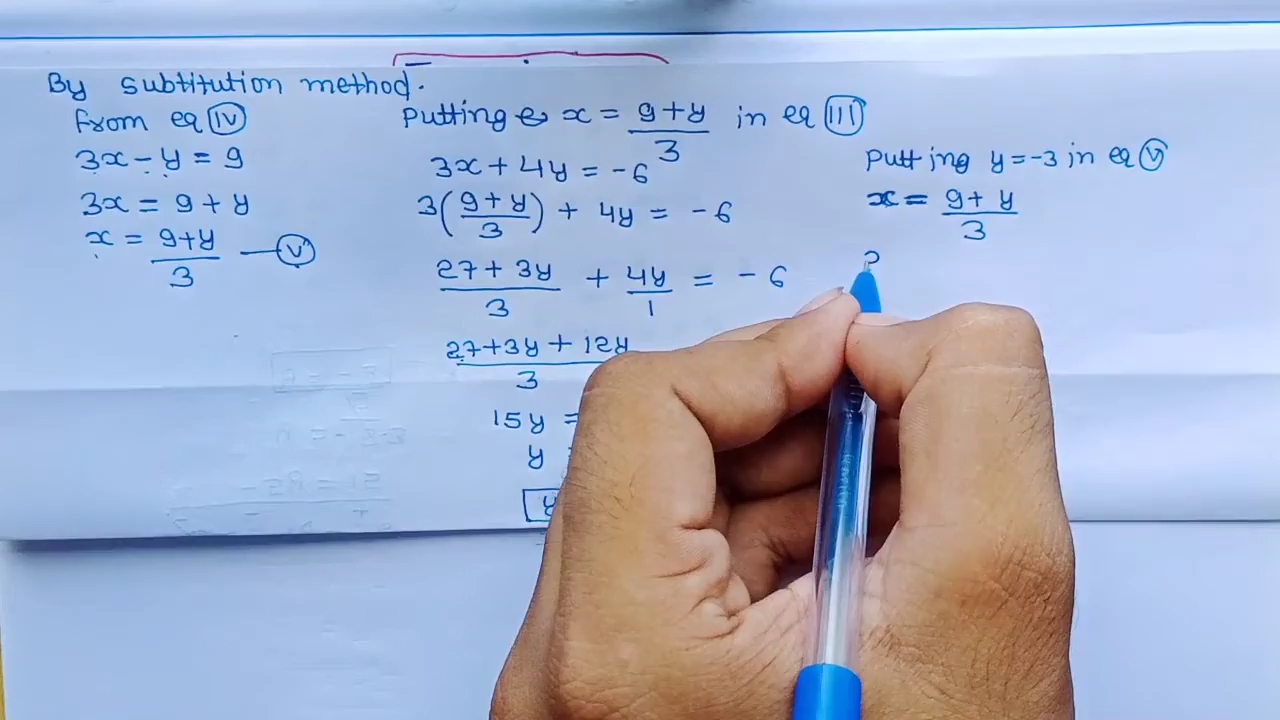 By subtitution method.
from eq IV
3x - y = 9
3x = 9 + y
x = 9+y/3 — V
Putting x = 9+y/3 in eq III
3x + 4y = -6
3(9+y/3) + 4y = -6
27 + 3y/3 + 4y/1 = - 6
27+3y + 12y/3
15y =
y
y
Putting y = -3 in eq V
x = 9+y/3